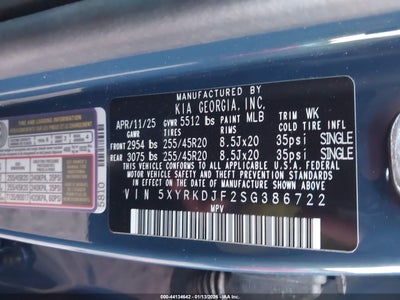 MANUFACTURED BY
KIA GEORGIA, INC.
APR/11/25 GVWR 5512 lb PAINT MLB TRIM WK
GAWR TIRES RIMS COLD TIRE INFL.
FRONT 2954 lbs 255/45R20 8.5Jx20 35psi SINGLE
REAR 3075 lbs 255/45R20 8.5Jx20 35psi SINGLE
THIS VEHICLE CONFORMS TO ALL APPLICABLE U.S.A. FEDERAL
MOTOR VEHICLE SAFETY AND THEFT PREVENTION STANDARDS
IN EFFECT ON THE DATE OF MANUFACTURE SHOWN ABOVE.
VIN 5XYRKDJF2SG386722
MPV
5810
000-44134642 - 01/13/2026 - © IAA, Inc.